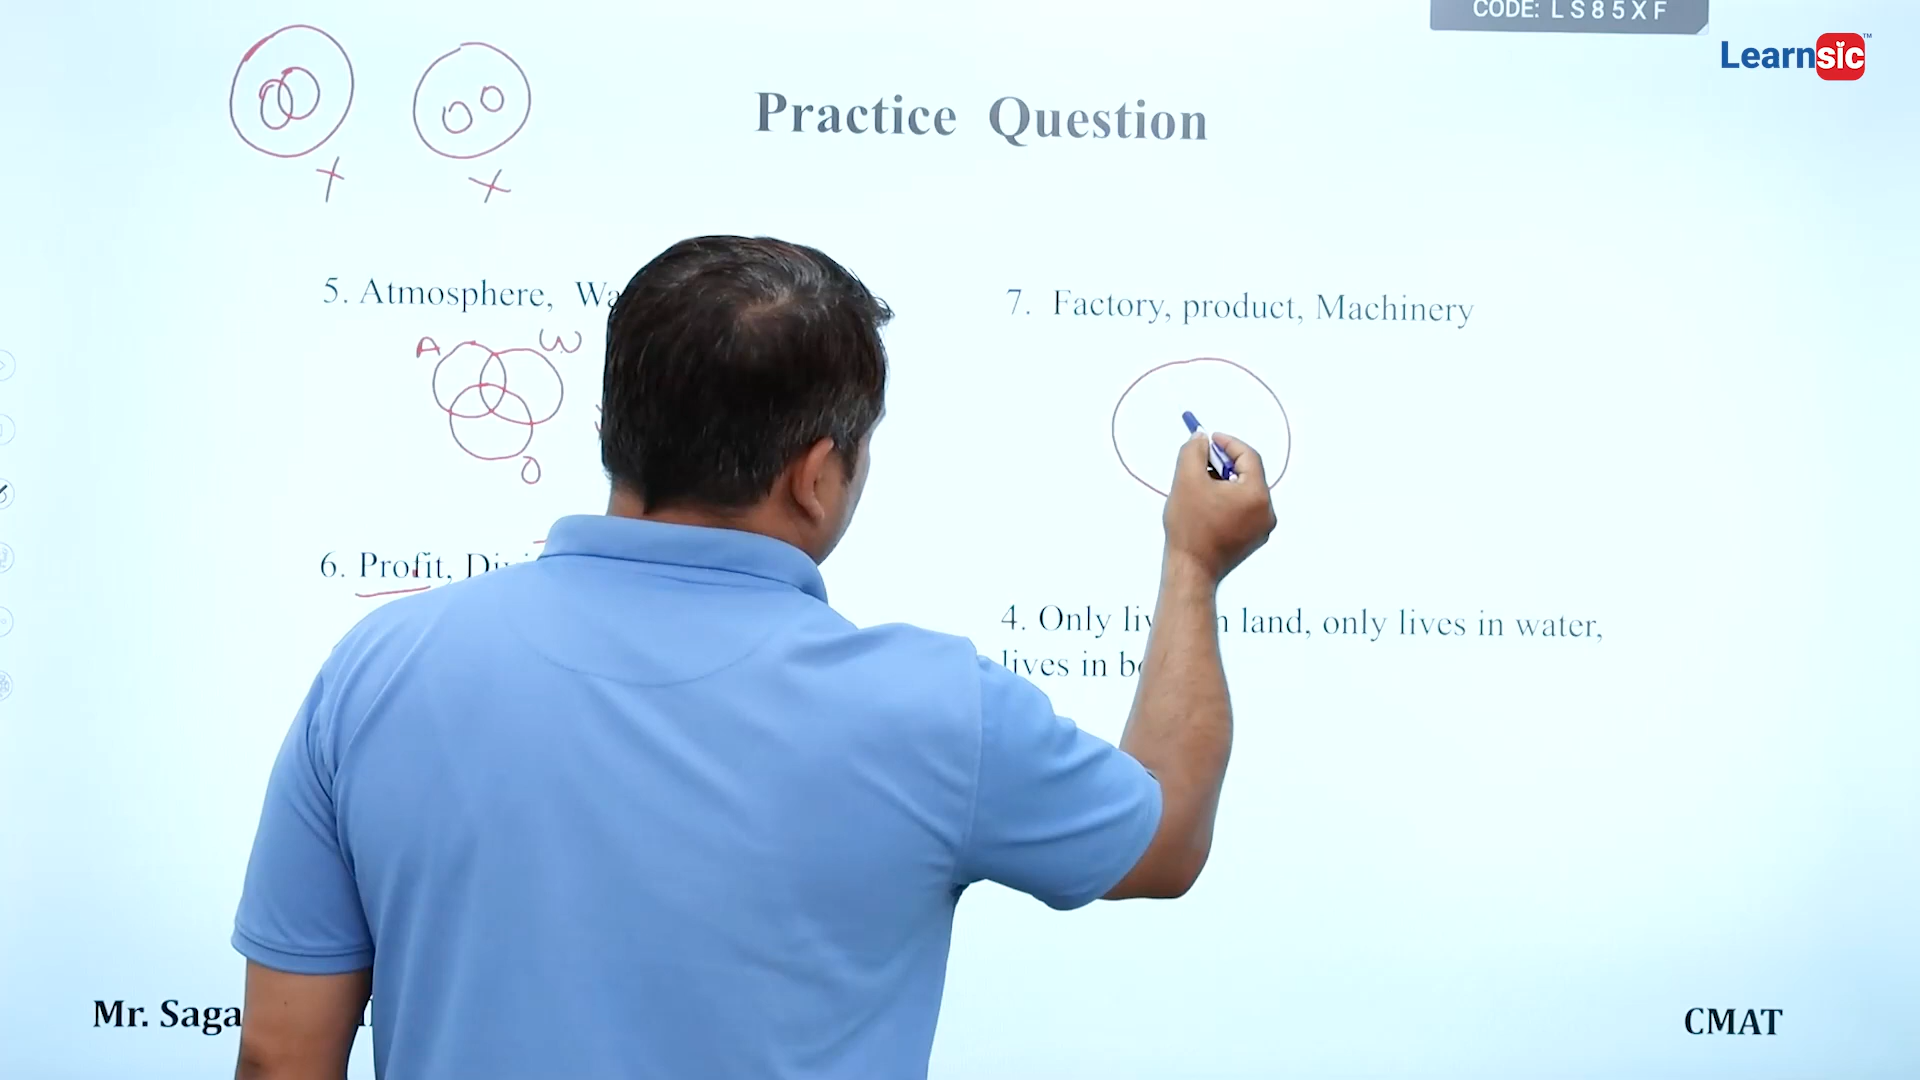 CODE: LS85XF
Learnsic™
Practice Question
5. Atmosphere,
A
W
O
7. Factory, product, Machinery
6. Profit,
4. Only land, only lives in water,
lives in
Mr.
CMAT